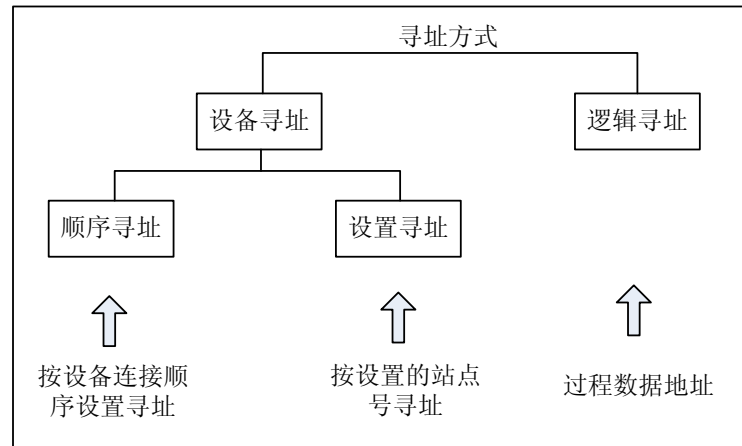 寻址方式
设备寻址
逻辑寻址
顺序寻址
设置寻址
按设备连接顺
序设置寻址
按设置的站点
号寻址
过程数据地址